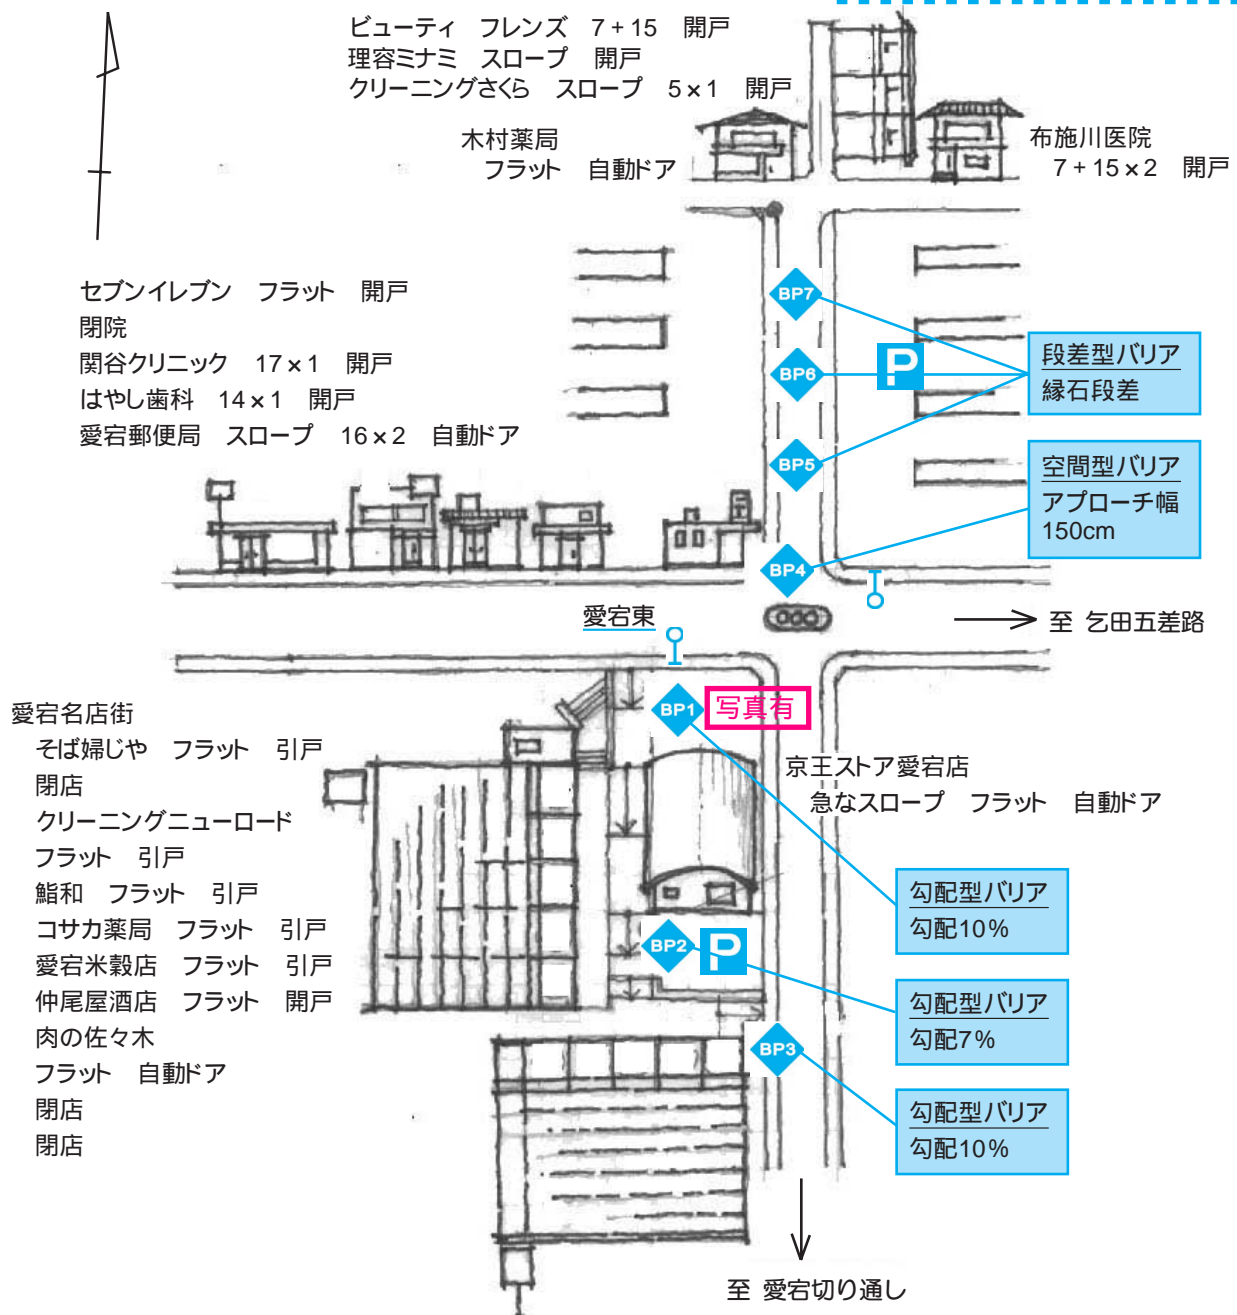 ビューティ フレンズ 7+15 開戸
理容ミナミ スロープ 開戸
クリーニングさくら スロープ 5×1 開戸
木村薬局
フラット 自動ドア
布施川医院
7+15×2 開戸
セブンイレブン フラット 開戸
閉院
関谷クリニック 17×1 開戸
はやし歯科 14×1 開戸
愛宕郵便局 スロープ 16×2 自動ドア
BP7
BP6
P
BP5
BP4
段差型バリア
縁石段差
空間型バリア
アプローチ幅
150cm
愛宕東
至 乞田五差路
BP1
写真有
愛宕名店街
そば婦じや フラット 引戸
閉店
クリーニングニューロード
フラット 引戸
鮨和 フラット 引戸
コサカ薬局 フラット 引戸
愛宕米穀店 フラット 引戸
仲尾屋酒店 フラット 開戸
肉の佐々木
フラット 自動ドア
閉店
閉店
京王ストア愛宕店
急なスロープ フラット 自動ドア
勾配型バリア
勾配10%
BP2
P
勾配型バリア
勾配7%
BP3
勾配型バリア
勾配10%
至 愛宕切り通し